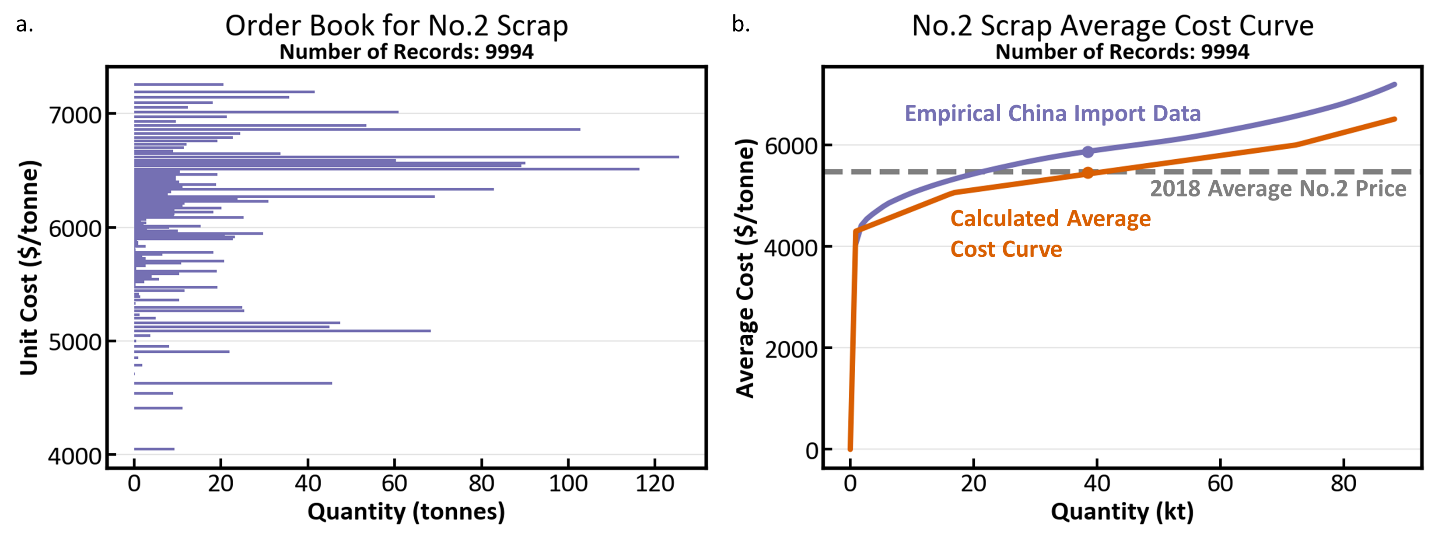 a.
Order Book for No.2 Scrap
Number of Records: 9994
Unit Cost ($/tonne)
7000
6000
5000
4000
0 20 40 60 80 100 120
Quantity (tonnes)
b.
No.2 Scrap Average Cost Curve
Number of Records: 9994
Average Cost ($/tonne)
6000
4000
2000
0
Empirical China Import Data
2018 Average No.2 Price
Calculated Average
Cost Curve
0 20 40 60 80
Quantity (kt)